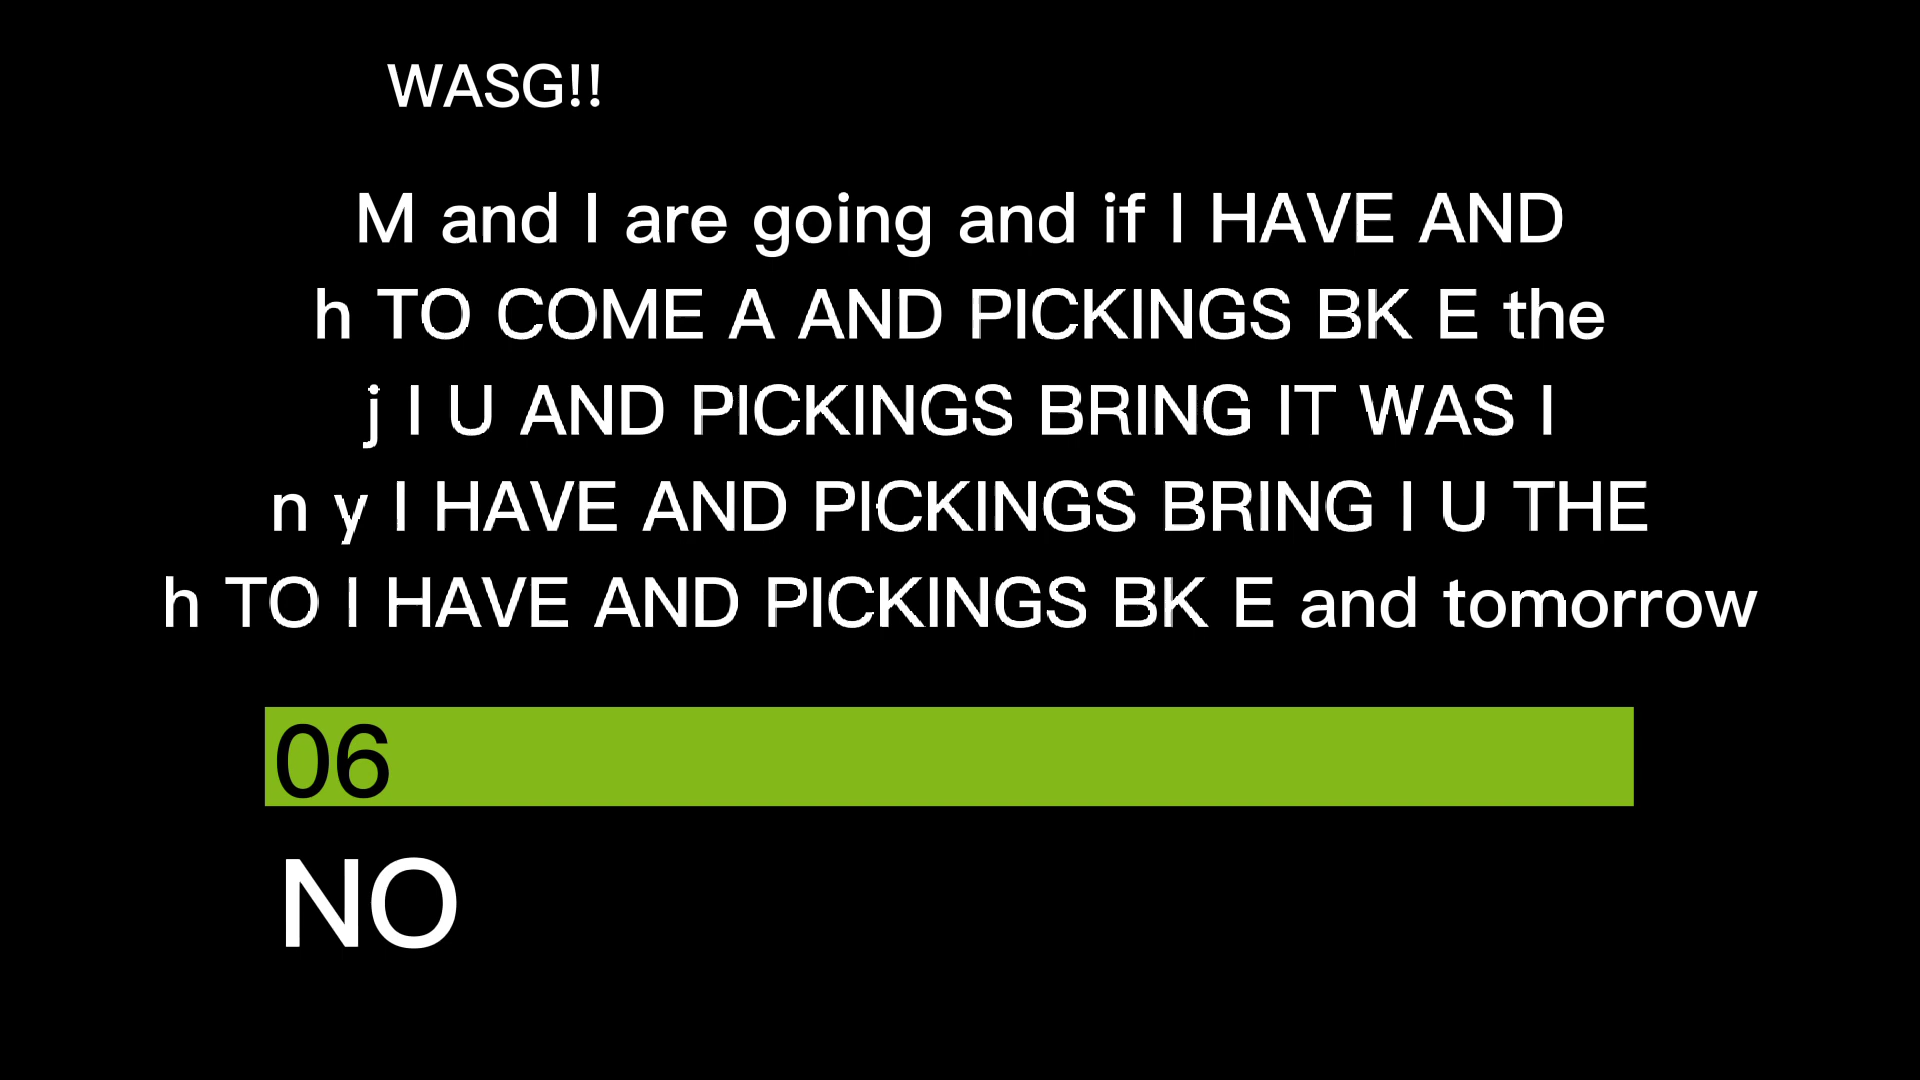 WASG!!
M and I are going and if I HAVE AND
h TO COME A AND PICKINGS BK E the
j I U AND PICKINGS BRING IT WAS I
n y I HAVE AND PICKINGS BRING I U THE
h TO I HAVE AND PICKINGS BK E and tomorrow
06
NO